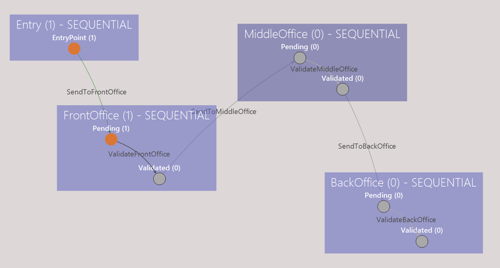 Entry (1) - SEQUENTIAL
EntryPoint (1)
SendToFrontOffice
FrontOffice (1) - SEQUENTIAL
Pending (1)
ValidateFrontOffice
Validated (0)
SendToMiddleOffice
MiddleOffice (0) - SEQUENTIAL
Pending (0)
ValidateMiddleOffice
Validated (0)
SendToBackOffice
BackOffice (0) - SEQUENTIAL
Pending (0)
ValidateBackOffice
Validated (0)